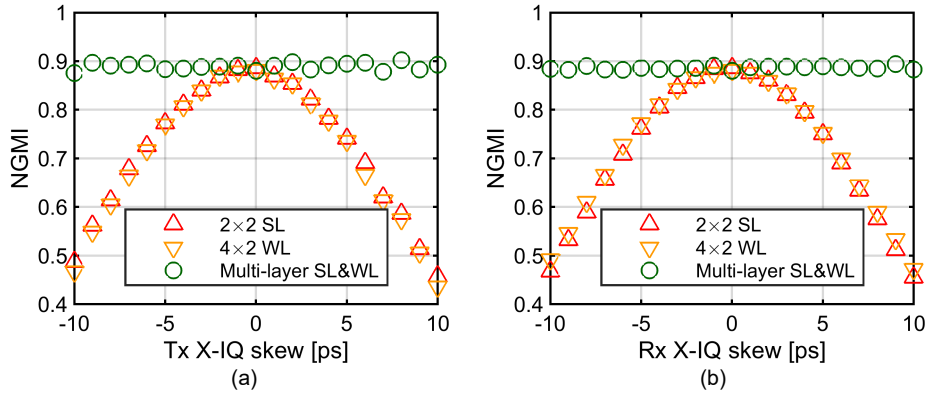 1
0.9
0.8
0.7
0.6
0.5
0.4
NGMI
2×2 SL
4×2 WL
Multi-layer SL&WL
-10 -5 0 5 10
Tx X-IQ skew [ps]
(a)
1
0.9
0.8
0.7
0.6
0.5
0.4
NGMI
2×2 SL
4×2 WL
Multi-layer SL&WL
-10 -5 0 5 10
Rx X-IQ skew [ps]
(b)